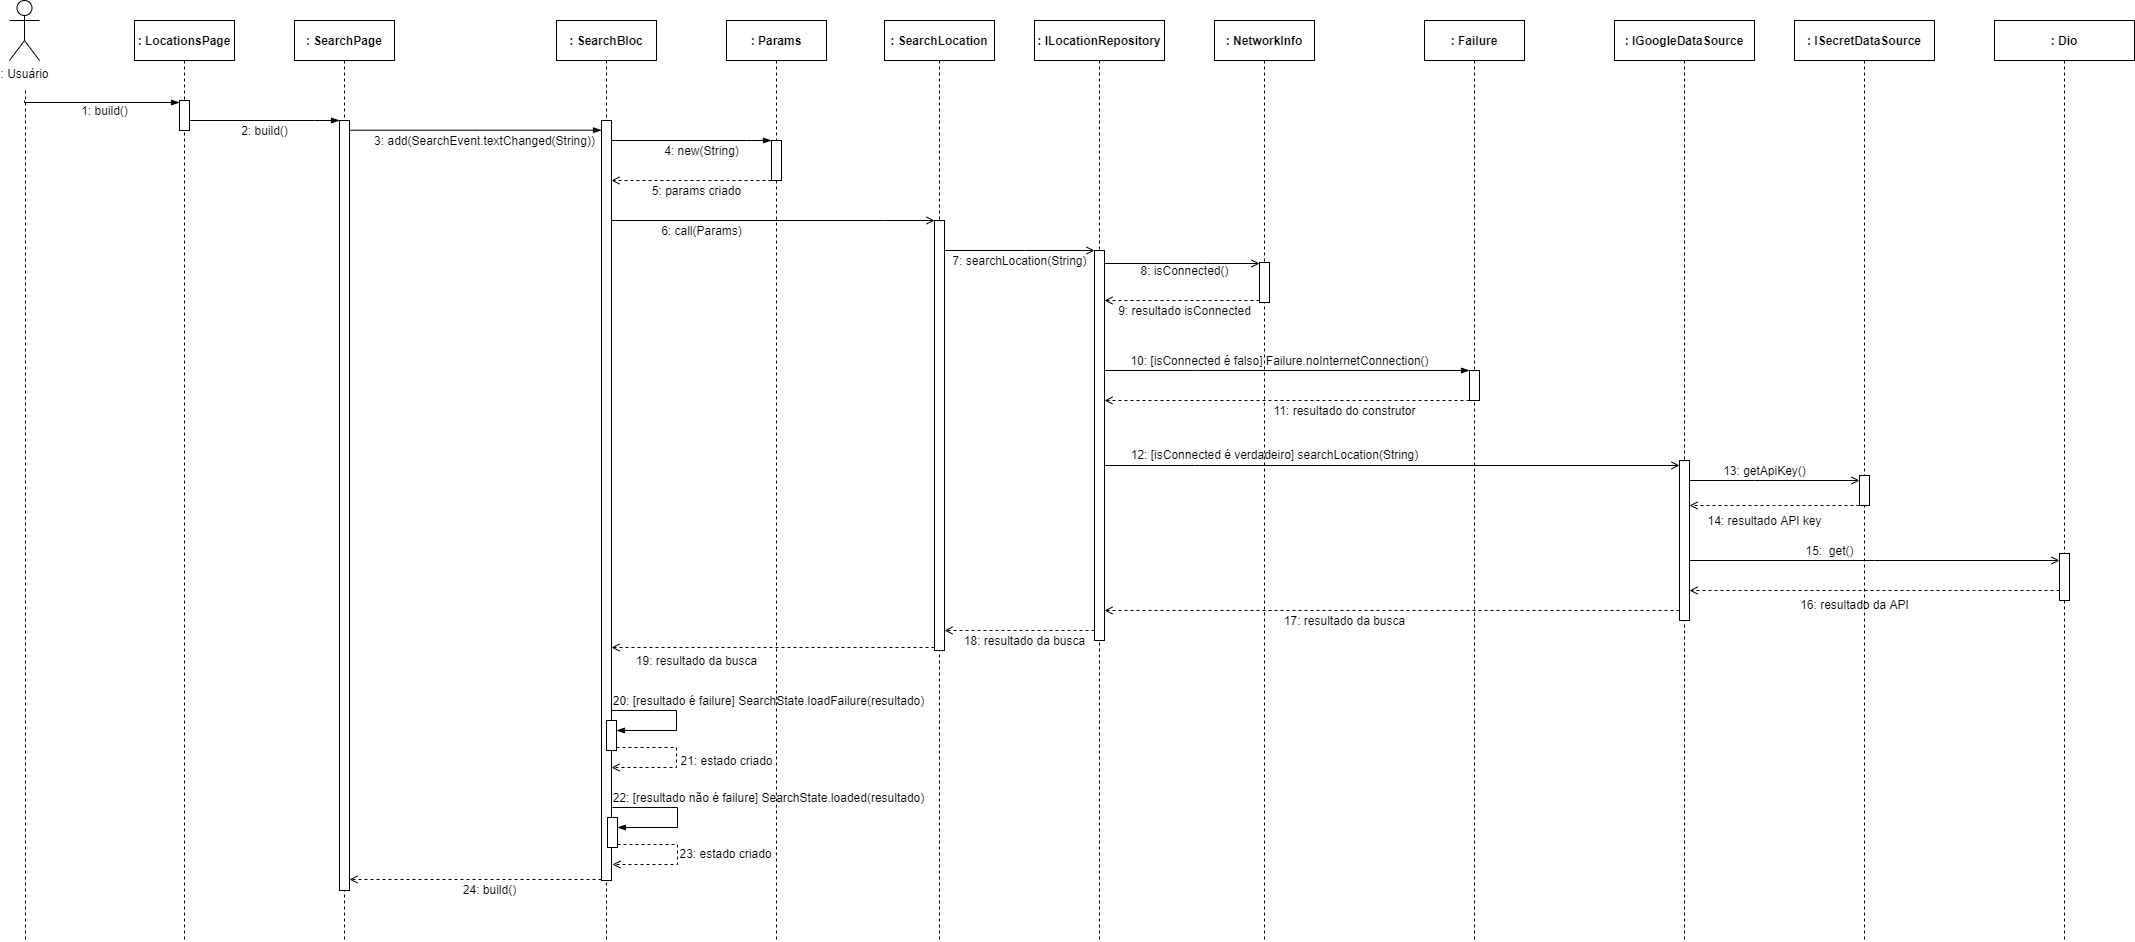 : Usuário
: LocationsPage
: SearchPage
: SearchBloc
: Params
: SearchLocation
: ILocationRepository
: NetworkInfo
: Failure
: IGoogleDataSource
: ISecretDataSource
: Dio
1: build()
2: build()
3: add(SearchEvent.textChanged(String))
4: new(String)
5: params criado
6: call(Params)
7: searchLocation(String)
8: isConnected()
9: resultado isConnected
10: [isConnected é falso] Failure.noInternetConnection()
11: resultado do construtor
12: [isConnected é verdadeiro] searchLocation(String)
13: getApiKey()
14: resultado API key
15:  get()
16: resultado da API
17: resultado da busca
18: resultado da busca
19: resultado da busca
20: [resultado é failure] SearchState.loadFailure(resultado)
21: estado criado
22: [resultado não é failure] SearchState.loaded(resultado)
23: estado criado
24: build()